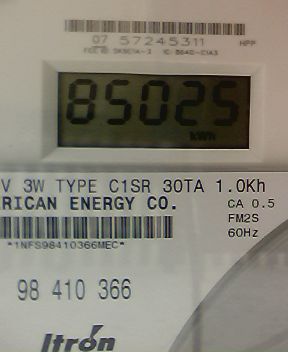 07 57245311 HPP
85025
kWh
V 3W TYPE C1SR 30TA 1.0Kh
RICAN ENERGY CO. CA 0.5
FM2S
60Hz
*1NFS98410366MEC*
98 410 366
Itron